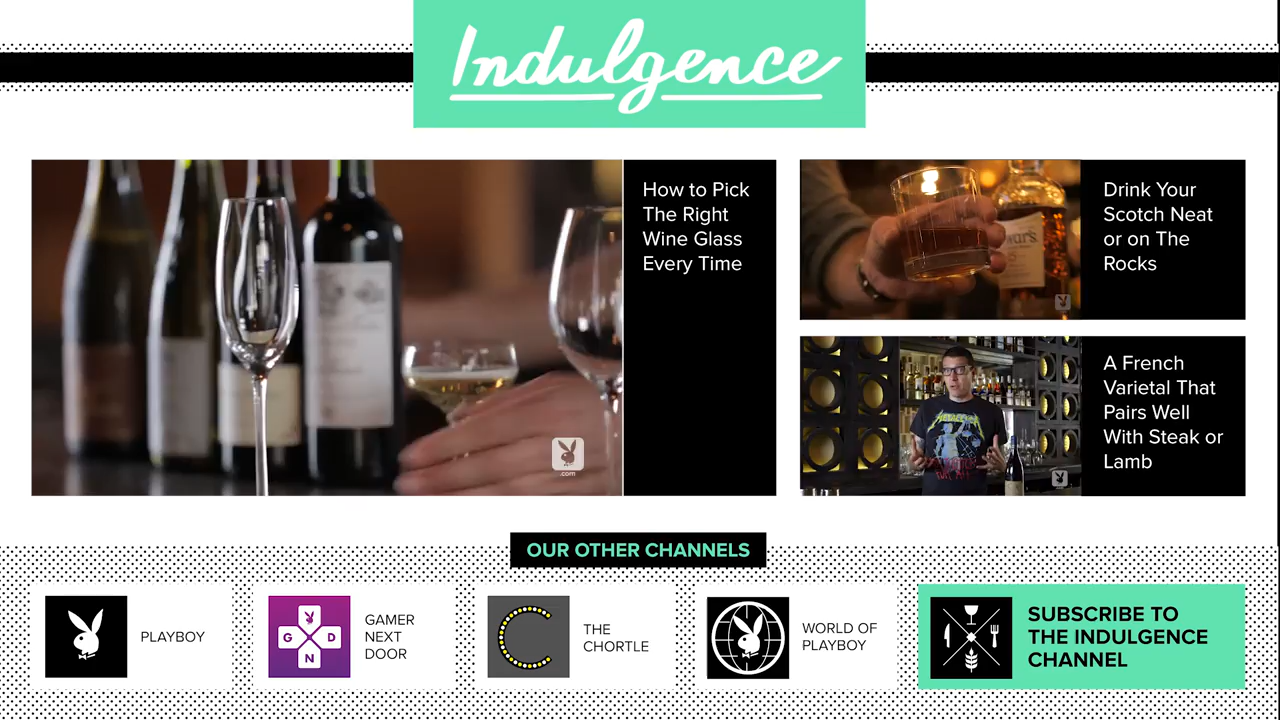 Indulgence
How to Pick
The Right
Wine Glass
Every Time
.com
Drink Your
Scotch Neat
or on The
Rocks
A French
Varietal That
Pairs Well
With Steak or
Lamb
METALLICA
OUR OTHER CHANNELS
PLAYBOY
G
D
N
GAMER
NEXT
DOOR
THE
CHORTLE
WORLD OF
PLAYBOY
SUBSCRIBE TO
THE INDULGENCE
CHANNEL